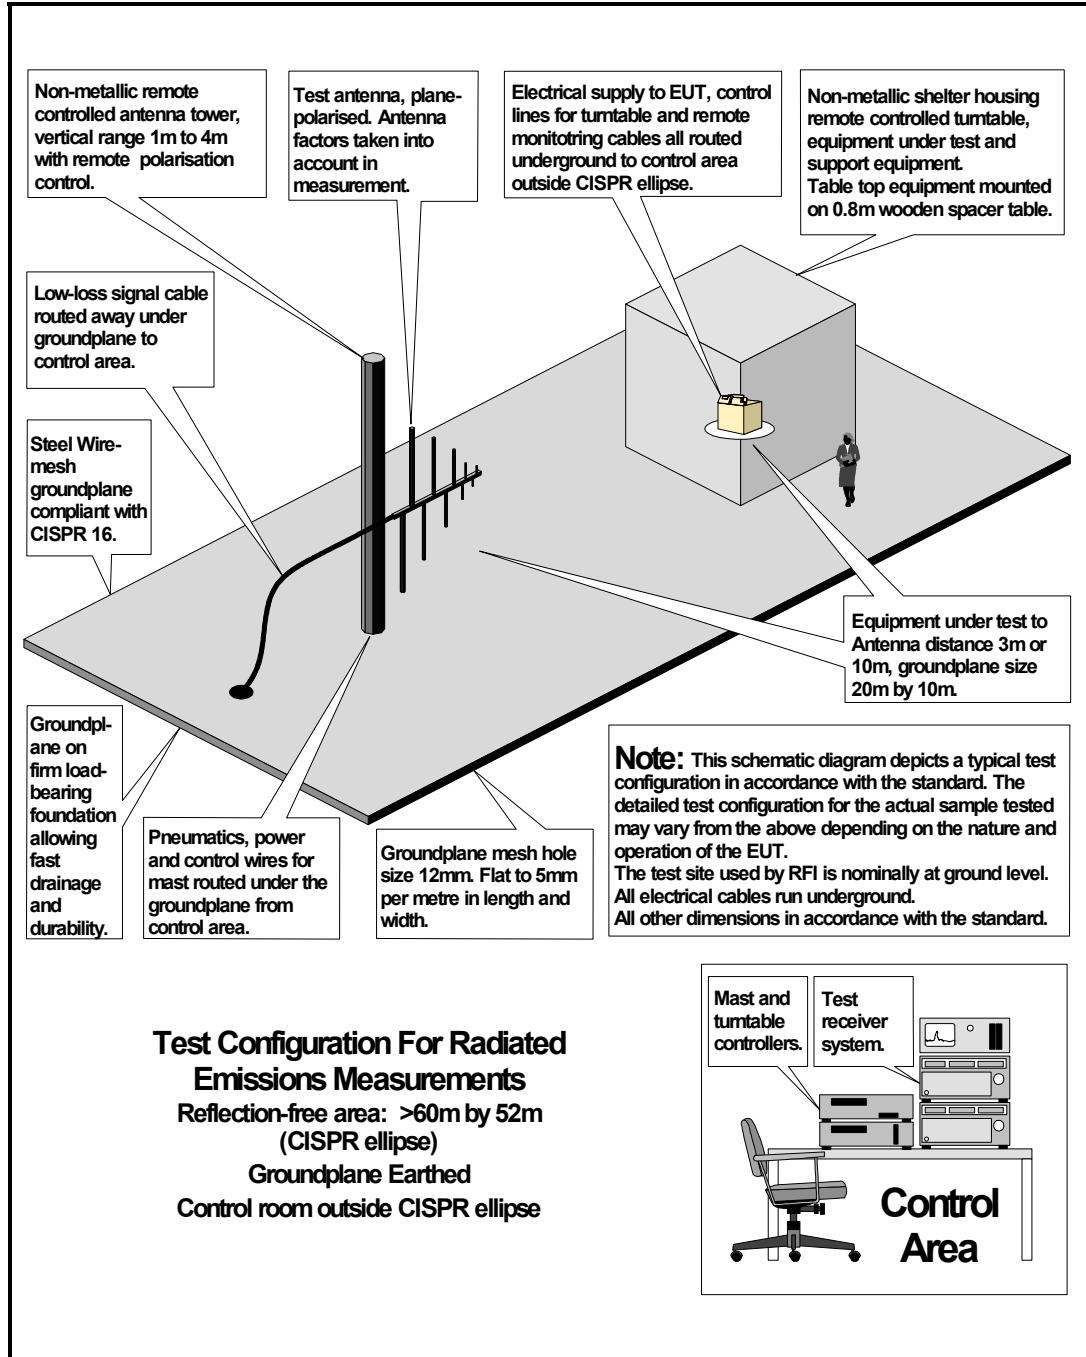 Non-metallic remote
controlled antenna tower,
vertical range 1m to 4m
with remote polarisation
control.
Test antenna, plane-
polarised. Antenna
factors taken into
account in
measurement.
Electrical supply to EUT, control
lines for turntable and remote
monitotring cables all routed
underground to control area
outside CISPR ellipse.
Non-metallic shelter housing
remote controlled turntable,
equipment under test and
support equipment.
Table top equipment mounted
on 0.8m wooden spacer table.
Low-loss signal cable
routed away under
groundplane to
control area.
Steel Wire-
mesh
groundplane
compliant with
CISPR 16.
Equipment under test to
Antenna distance 3m or
10m, groundplane size
20m by 10m.
Groundpl-
ane on
firm load-
bearing
foundation
allowing
fast
drainage
and
durability.
Pneumatics, power
and control wires for
mast routed under the
groundplane from
control area.
Groundplane mesh hole
size 12mm. Flat to 5mm
per metre in length and
width.
Note: This schematic diagram depicts a typical test
configuration in accordance with the standard. The
detailed test configuration for the actual sample tested
may vary from the above depending on the nature and
operation of the EUT.
The test site used by RFI is nominally at ground level.
All electrical cables run underground.
All other dimensions in accordance with the standard.
Test Configuration For Radiated
Emissions Measurements
Reflection-free area: >60m by 52m
(CISPR ellipse)
Groundplane Earthed
Control room outside CISPR ellipse
Mast and
turntable
controllers.
Test
receiver
system.
Control
Area